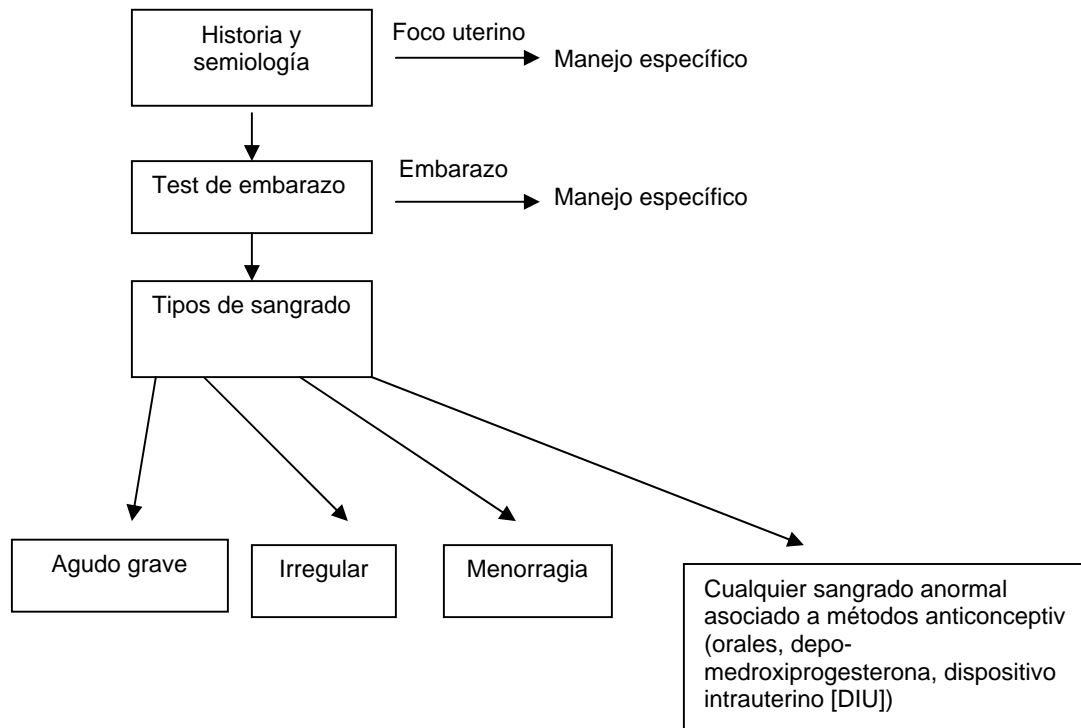 Historia y
semiología
Foco uterino
Manejo específico
Test de embarazo
Embarazo
Manejo específico
Tipos de sangrado
Agudo grave
Irregular
Menorragia
Cualquier sangrado anormal
asociado a métodos anticonceptiv
(orales, depo-
medroxiprogesterona, dispositivo
intrauterino [DIU])